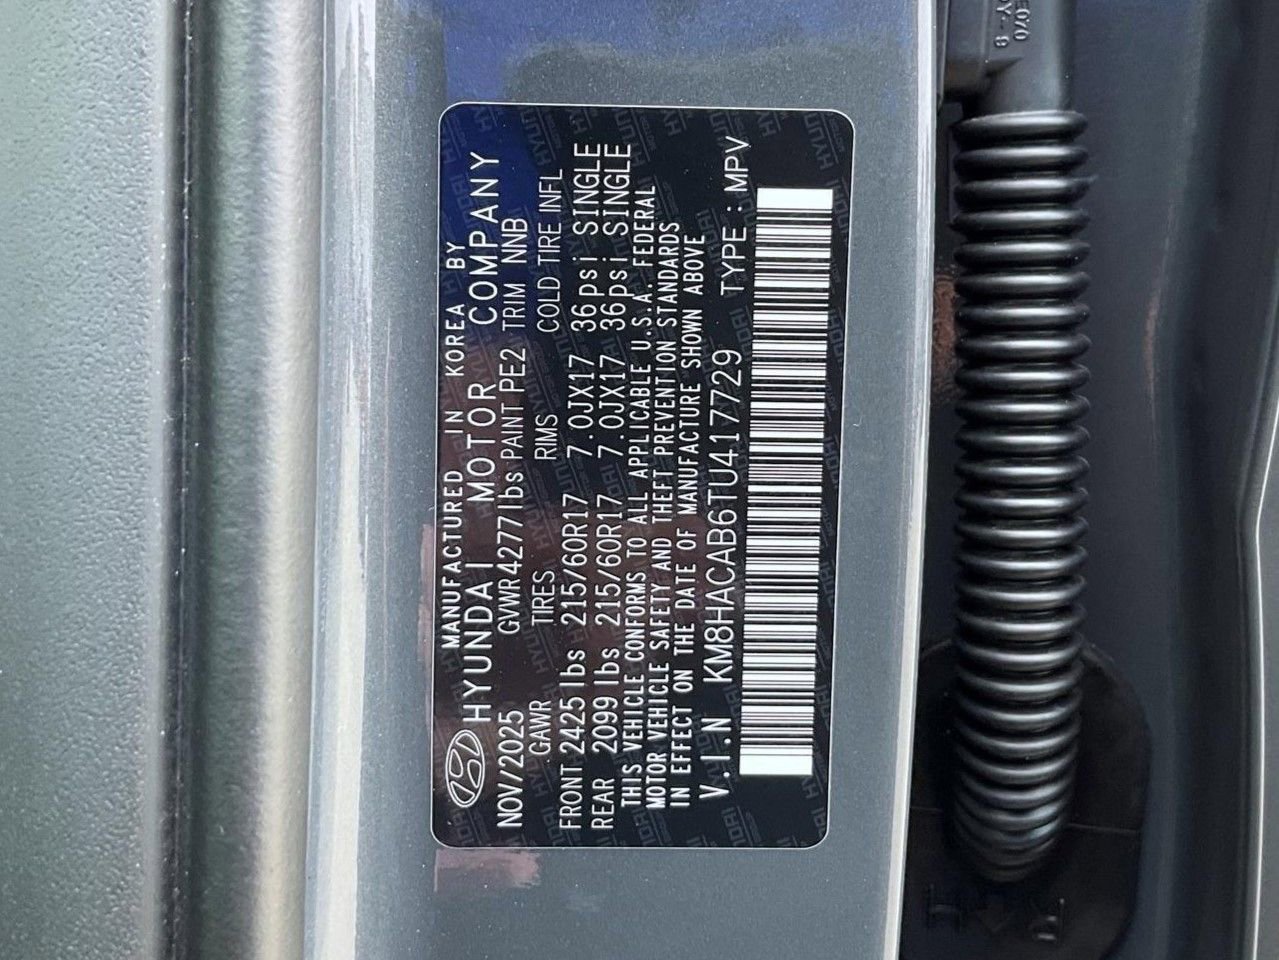 MANUFACTURED IN KOREA BY
HYUNDAI MOTOR COMPANY
NOV/2025 GVWR4277lbs PAINT PE2 TRIM NNB
GAWR TIRES RIMS COLD TIRE INFL
FRONT 2425 lbs 215/60R17 7.0JX17 36psi SINGLE
REAR 2099 lbs 215/60R17 7.0JX17 36psi SINGLE
THIS VEHICLE CONFORMS TO ALL APPLICABLE U.S.A. FEDERAL
MOTOR VEHICLE SAFETY AND THEFT PREVENTION STANDARDS
IN EFFECT ON THE DATE OF MANUFACTURE SHOWN ABOVE
V.I.N KM8HACAB6TU417729 TYPE : MPV